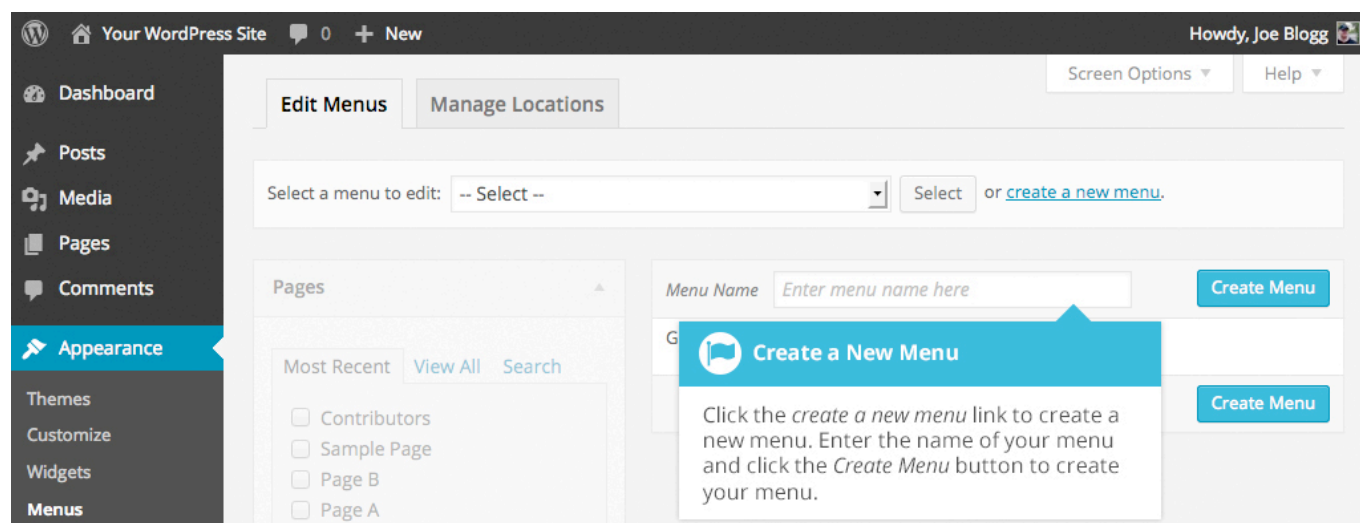 Your WordPress Site 0 + New Howdy, Joe Blogg
Screen Options Help
Dashboard
Posts
Media
Pages
Comments
Appearance
Themes
Customize
Widgets
Menus
Edit Menus Manage Locations
Select a menu to edit: -- Select -- Select or create a new menu.
Pages
Most Recent View All Search
Contributors
Sample Page
Page B
Page A
Menu Name Enter menu name here Create Menu
G
Create a New Menu
Click the create a new menu link to create a
new menu. Enter the name of your menu
and click the Create Menu button to create
your menu.
Create Menu